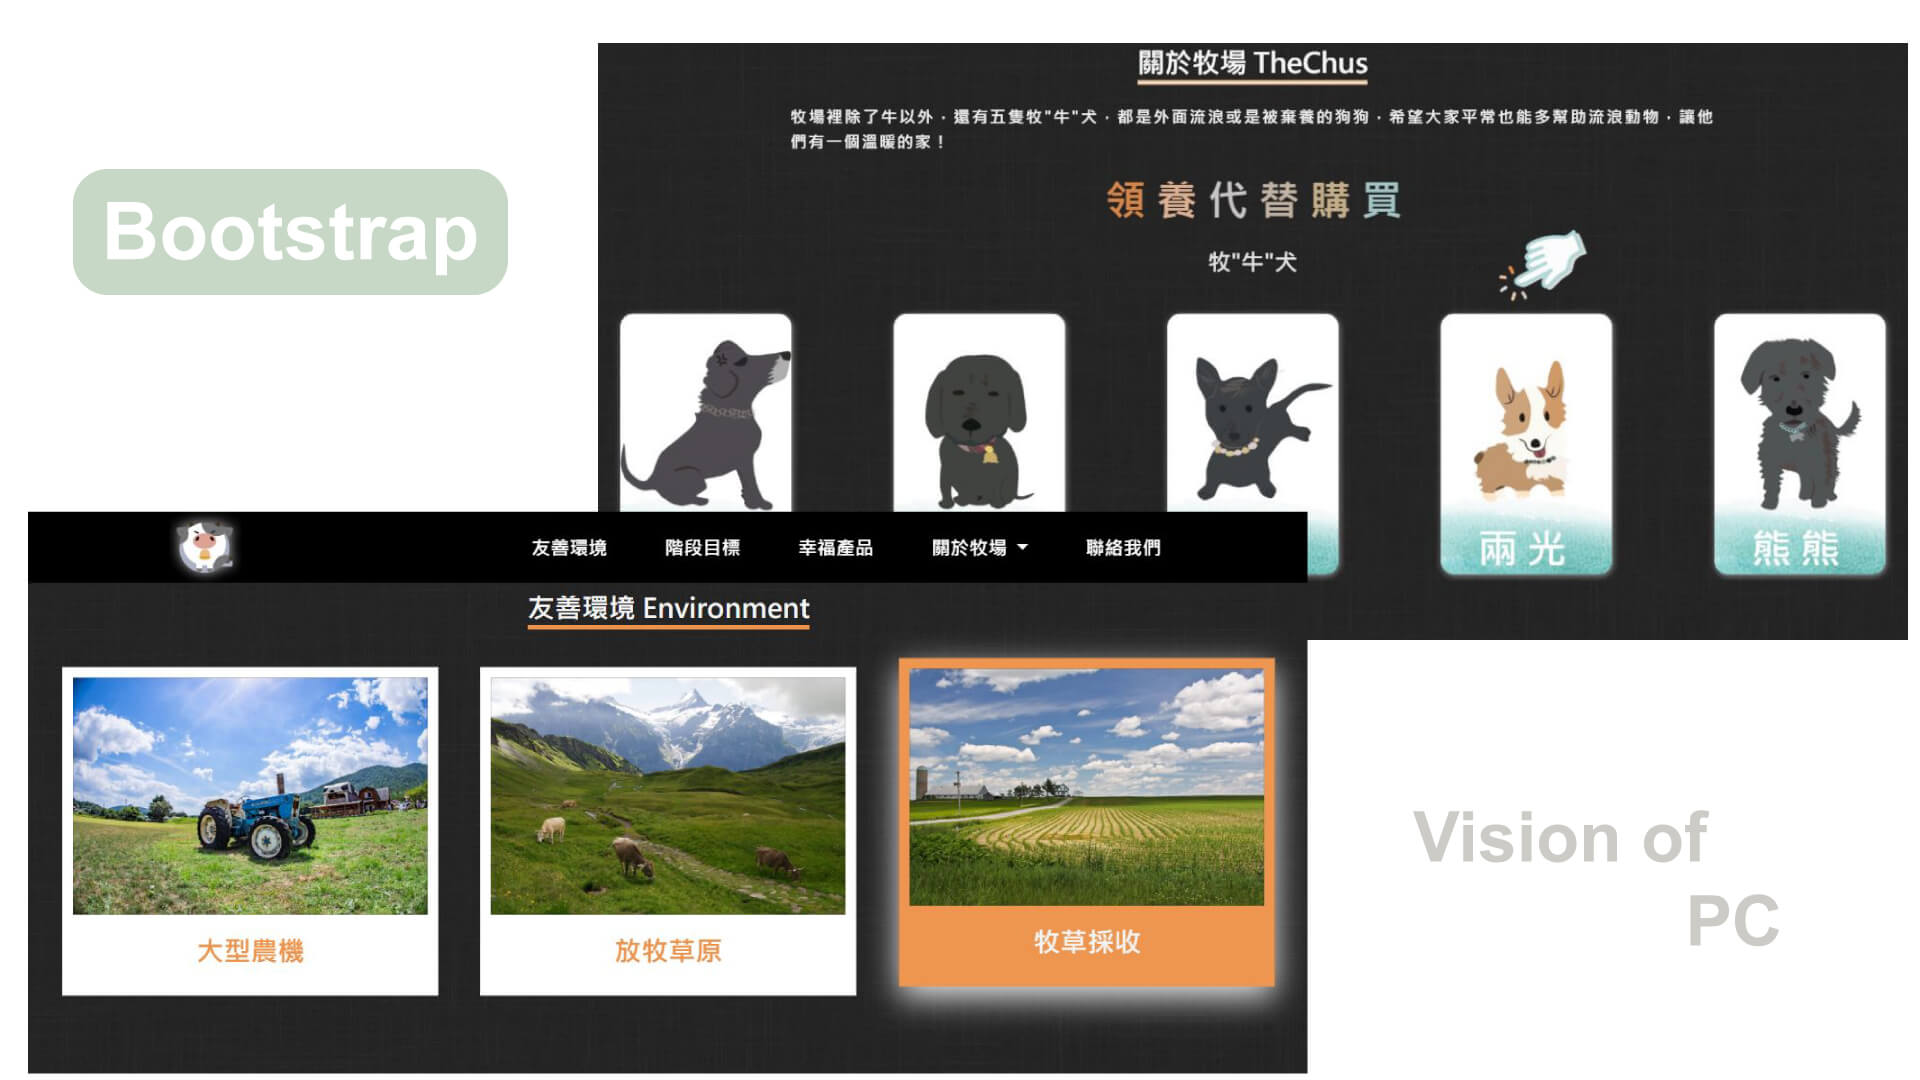 Bootstrap
關於牧場 TheChus
牧場裡除了牛以外，還有五隻牧"牛"犬，都是外面流浪或是被棄養的狗狗，希望大家平常也能多幫助流浪動物，讓他
們有一個溫暖的家！
領養代替購買
牧"牛"犬
兩光
熊熊
友善環境 階段目標 幸福產品 關於牧場 聯絡我們
友善環境 Environment
大型農機
放牧草原
牧草採收
Vision of
PC